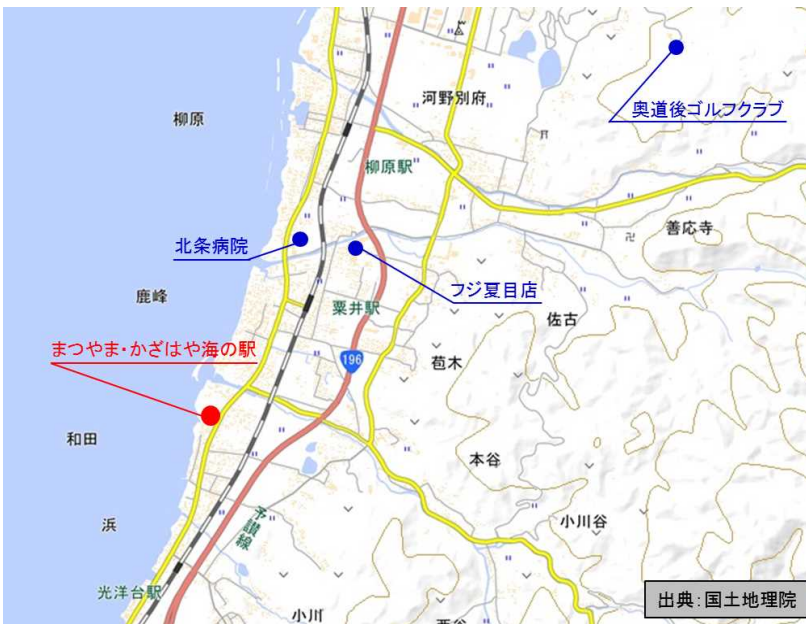 柳原
河野別府
奥道後ゴルフクラブ
柳原駅
善応寺
北条病院
フジ夏目店
鹿峰
粟井駅
佐古
まつやま・かざはや海の駅
196
苞木
和田
本谷
浜
予讃線
小川谷
光洋台駅
小川
出典:国土地理院